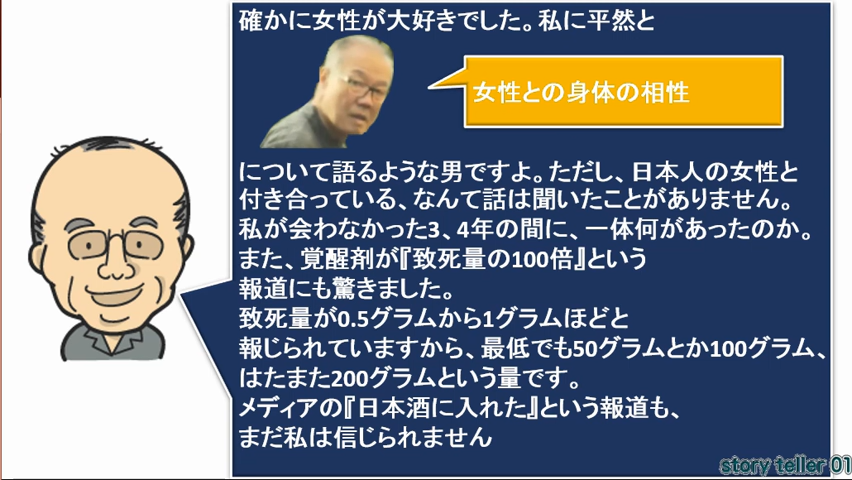 確かに女性が大好きでした。私に平然と
女性との身体の相性
について語るような男ですよ。ただし、日本人の女性と
付き合っている、なんて話は聞いたことがありません。
私が会わなかった3、4年の間に、一体何があったのか。
また、覚醒剤が『致死量の100倍』という
報道にも驚きました。
致死量が0.5グラムから1グラムほどと
報じられていますから、最低でも50グラムとか100グラム、
はたまた200グラムという量です。
メディアの『日本酒に入れた』という報道も、
まだ私は信じられません
story teller 01